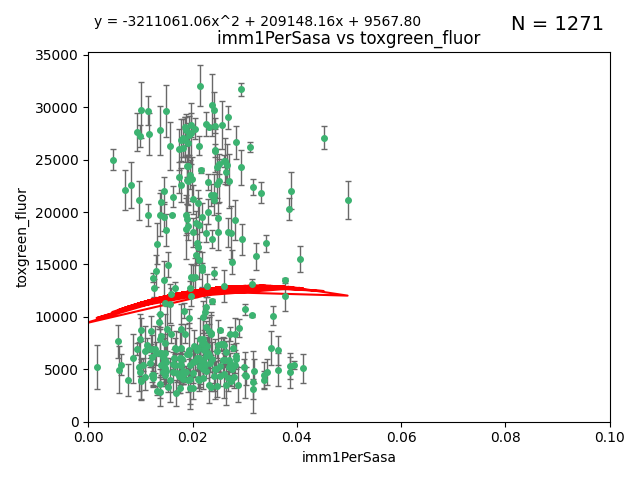 y = -3211061.06x^2 + 209148.16x + 9567.80
N = 1271
imm1PerSasa vs toxgreen_fluor
35000
30000
25000
20000
15000
10000
5000
0
toxgreen_fluor
0.00 0.02 0.04 0.06 0.08 0.10
imm1PerSasa